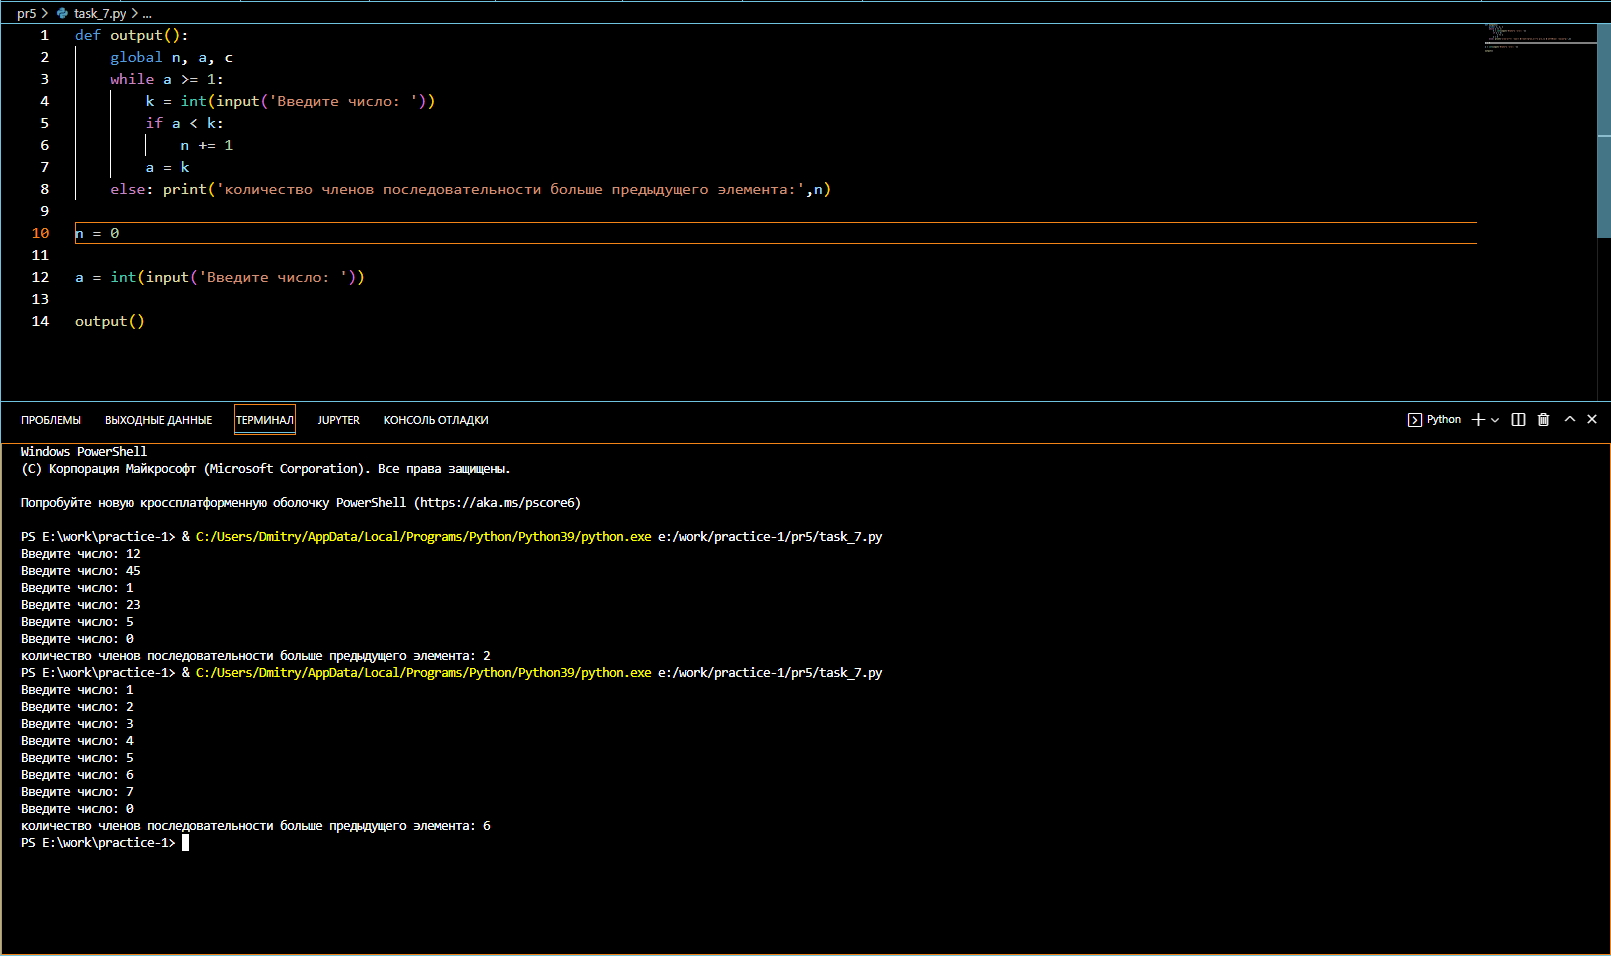 pr5 > task_7.py > ...
1 def output():
2 global n, a, c
3 while a >= 1:
4 k = int(input('Введите число: '))
5 if a < k:
6 n += 1
7 a = k
8 else: print('количество членов последовательности больше предыдущего элемента:',n)
9
10 n = 0
11
12 a = int(input('Введите число: '))
13
14 output()
ПРОБЛЕМЫ ВЫХОДНЫЕ ДАННЫЕ ТЕРМИНАЛ JUPYTER КОНСОЛЬ ОТЛАДКИ Python
Windows PowerShell
(C) Корпорация Майкрософт (Microsoft Corporation). Все права защищены.
Попробуйте новую кроссплатформенную оболочку PowerShell (https://aka.ms/pscore6)
PS E:\work\practice-1> & C:/Users/Dmitry/AppData/Local/Programs/Python/Python39/python.exe e:/work/practice-1/pr5/task_7.py
Введите число: 12
Введите число: 45
Введите число: 1
Введите число: 23
Введите число: 5
Введите число: 0
количество членов последовательности больше предыдущего элемента: 2
PS E:\work\practice-1> & C:/Users/Dmitry/AppData/Local/Programs/Python/Python39/python.exe e:/work/practice-1/pr5/task_7.py
Введите число: 1
Введите число: 2
Введите число: 3
Введите число: 4
Введите число: 5
Введите число: 6
Введите число: 7
Введите число: 0
количество членов последовательности больше предыдущего элемента: 6
PS E:\work\practice-1>